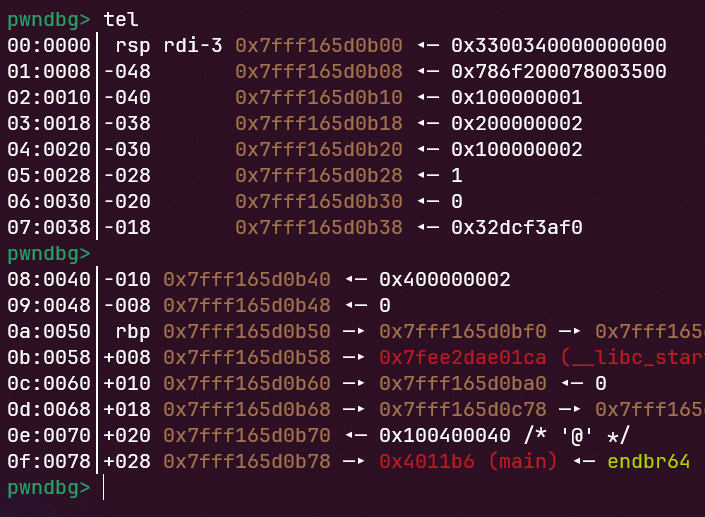 pwndbg> tel
00:0000│ rsp rdi-3 0x7fff165d0b00 ◂— 0x3300340000000000
01:0008│-048       0x7fff165d0b08 ◂— 0x786f200078003500
02:0010│-040       0x7fff165d0b10 ◂— 0x100000001
03:0018│-038       0x7fff165d0b18 ◂— 0x200000002
04:0020│-030       0x7fff165d0b20 ◂— 0x100000002
05:0028│-028       0x7fff165d0b28 ◂— 1
06:0030│-020       0x7fff165d0b30 ◂— 0
07:0038│-018       0x7fff165d0b38 ◂— 0x32dcf3af0
pwndbg>
08:0040│-010 0x7fff165d0b40 ◂— 0x400000002
09:0048│-008 0x7fff165d0b48 ◂— 0
0a:0050│ rbp 0x7fff165d0b50 —▸ 0x7fff165d0bf0 —▸ 0x7fff165
0b:0058│+008 0x7fff165d0b58 —▸ 0x7fee2dae01ca (__libc_star
0c:0060│+010 0x7fff165d0b60 —▸ 0x7fff165d0ba0 ◂— 0
0d:0068│+018 0x7fff165d0b68 —▸ 0x7fff165d0c78 —▸ 0x7fff165
0e:0070│+020 0x7fff165d0b70 ◂— 0x100400040 /* '@' */
0f:0078│+028 0x7fff165d0b78 —▸ 0x4011b6 (main) ◂— endbr64
pwndbg>